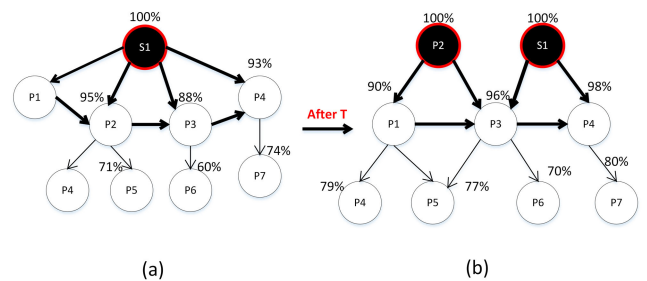 100%
S1
93%
P1
95%
88%
P4
P2
P3
71%
60%
74%
P4
P5
P6
P7
(a)
After T
100%
100%
P2
S1
90%
96%
98%
P1
P3
P4
79%
77%
70%
80%
P4
P5
P6
P7
(b)